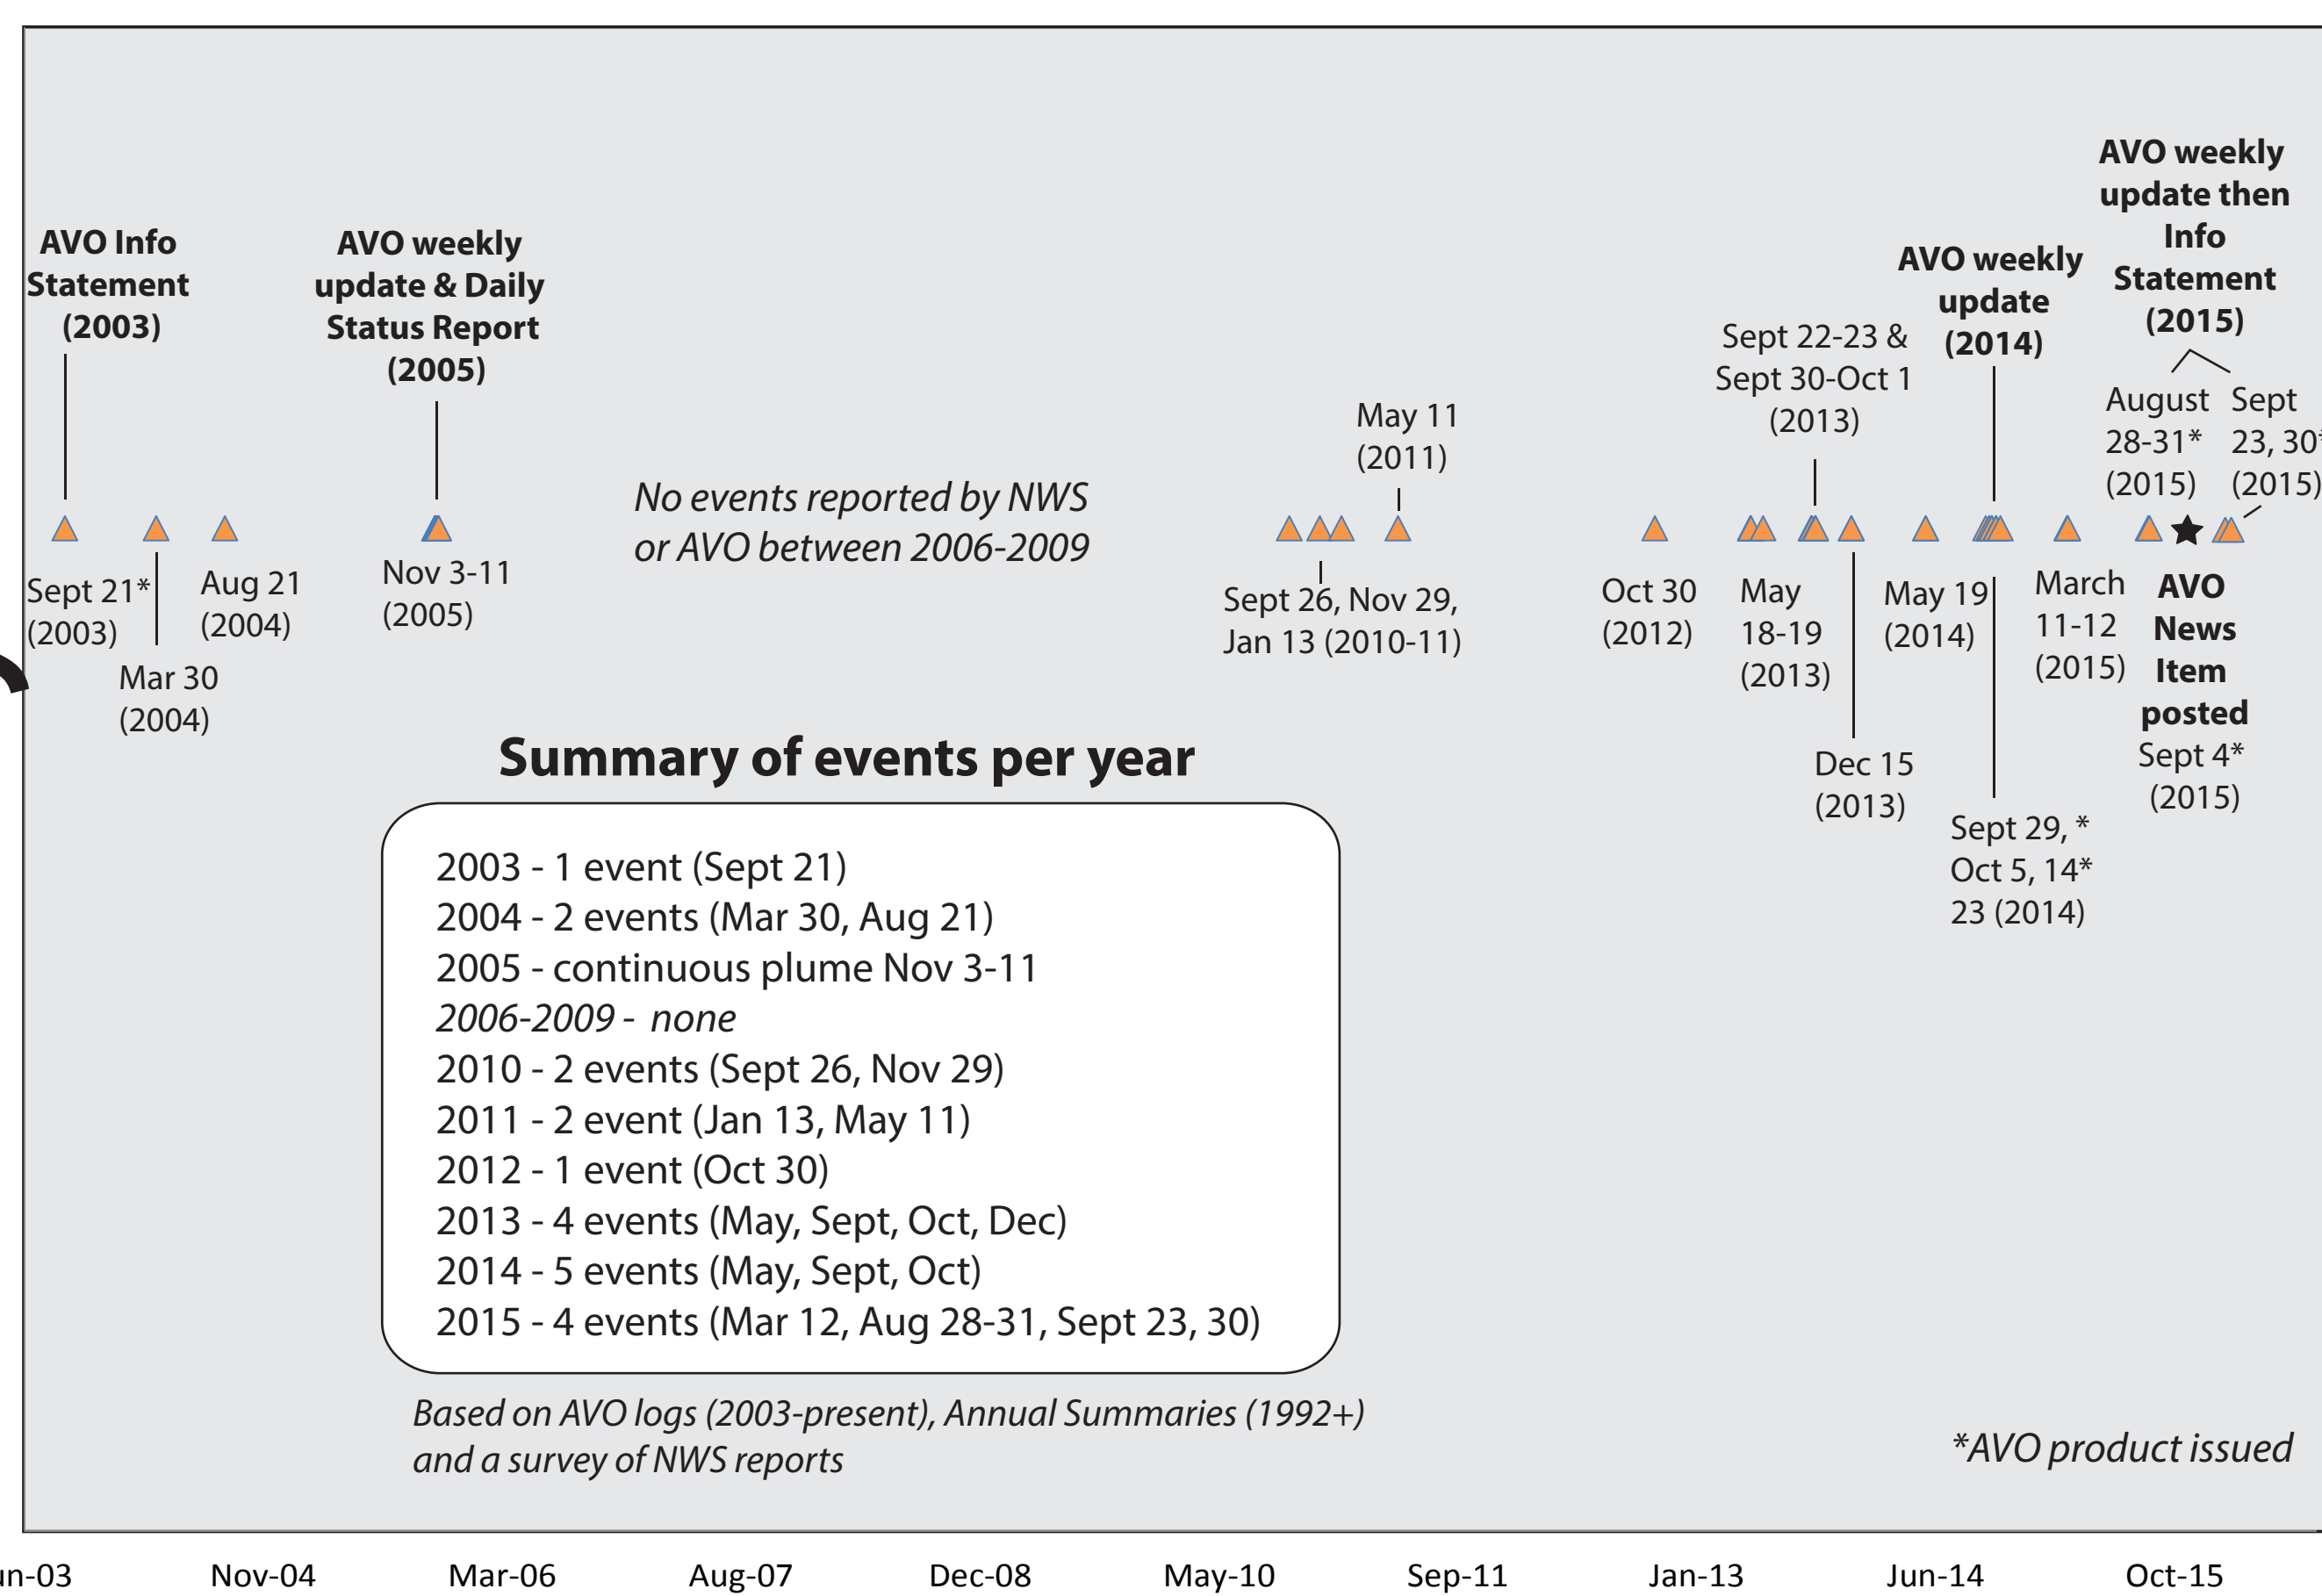 AVO Info
Statement
(2003)
AVO weekly
update & Daily
Status Report
(2005)
AVO weekly
update
(2014)
AVO weekly
update then
Info
Statement
(2015)
Sept 22-23 &
Sept 30-Oct 1
(2013)
May 11
(2011)
August
28-31*
(2015)
Sept
23, 30*
(2015)
No events reported by NWS
or AVO between 2006-2009
Sept 21*
(2003)
Mar 30
(2004)
Aug 21
(2004)
Nov 3-11
(2005)
Sept 26, Nov 29,
Jan 13 (2010-11)
Oct 30
(2012)
May
18-19
(2013)
Dec 15
(2013)
May 19
(2014)
Sept 29, *
Oct 5, 14*
23 (2014)
March
11-12
(2015)
AVO
News
Item
posted
Sept 4*
(2015)
Summary of events per year
2003 - 1 event (Sept 21)
2004 - 2 events (Mar 30, Aug 21)
2005 - continuous plume Nov 3-11
2006-2009 - none
2010 - 2 events (Sept 26, Nov 29)
2011 - 2 event (Jan 13, May 11)
2012 - 1 event (Oct 30)
2013 - 4 events (May, Sept, Oct, Dec)
2014 - 5 events (May, Sept, Oct)
2015 - 4 events (Mar 12, Aug 28-31, Sept 23, 30)
Based on AVO logs (2003-present), Annual Summaries (1992+)
and a survey of NWS reports
*AVO product issued
un-03 Nov-04 Mar-06 Aug-07 Dec-08 May-10 Sep-11 Jan-13 Jun-14 Oct-15